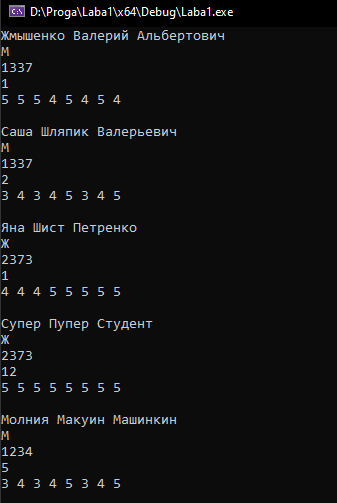 D:\Proga\Laba1\x64\Debug\Laba1.exe
Жмышенко Валерий Альбертович
М
1337
1
5 5 5 4 5 4 5 4
Саша Шляпик Валерьевич
М
1337
2
3 4 3 4 5 3 4 5
Яна Шист Петренко
Ж
2373
1
4 4 4 5 5 5 5 5
Супер Пупер Студент
Ж
2373
12
5 5 5 5 5 5 5 5
Молния Макуин Машинкин
М
1234
5
3 4 3 4 5 3 4 5